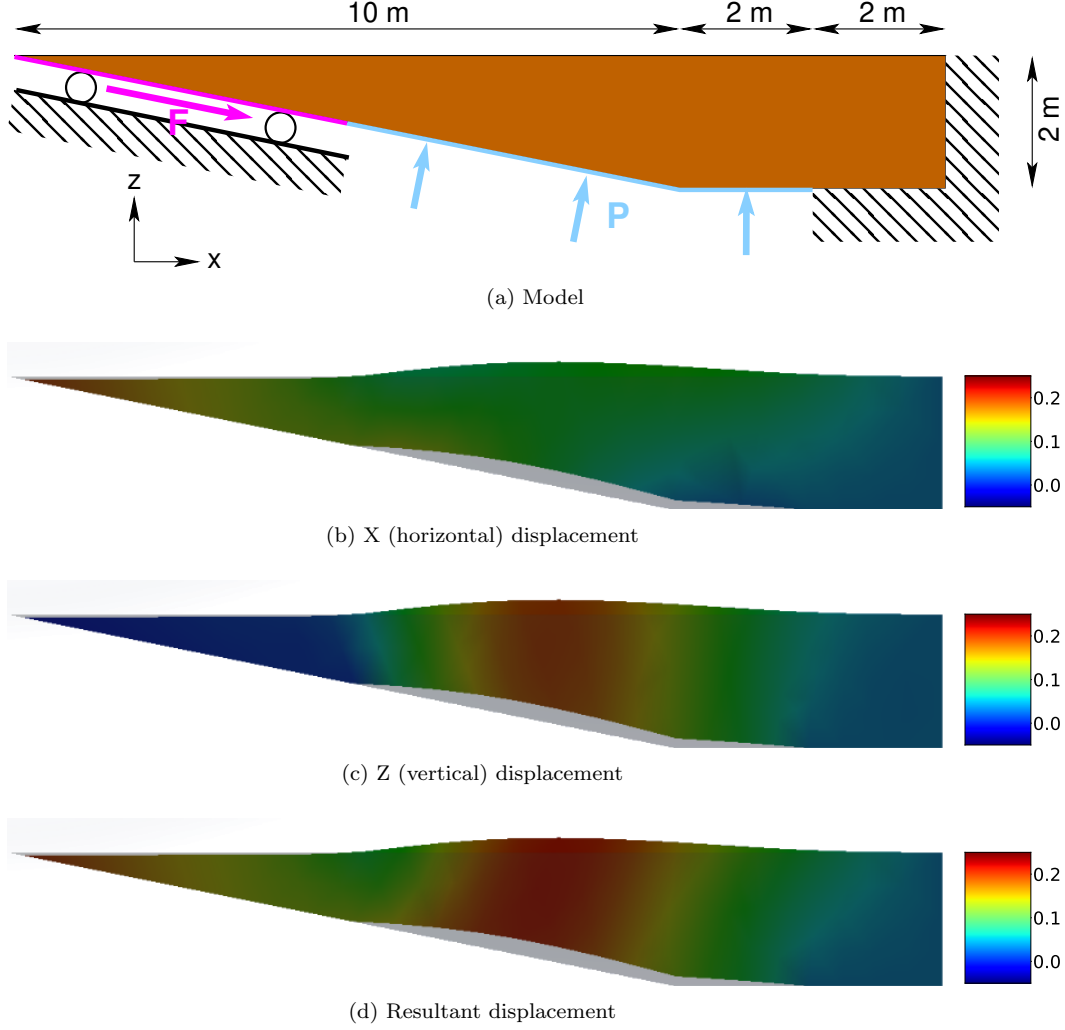 10 m 2 m 2 m
2 m
F
P
z
x
(a) Model
0.2
0.1
0.0
(b) X (horizontal) displacement
0.2
0.1
0.0
(c) Z (vertical) displacement
0.2
0.1
0.0
(d) Resultant displacement